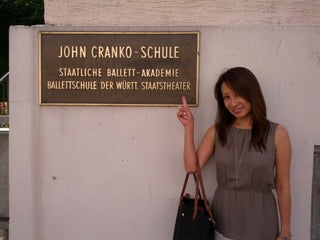 JOHN CRANKO-SCHULE
STAATLICHE BALLETT-AKADEMIE
BALLETTSCHULE DER WÜRTT. STAATSTHEATER